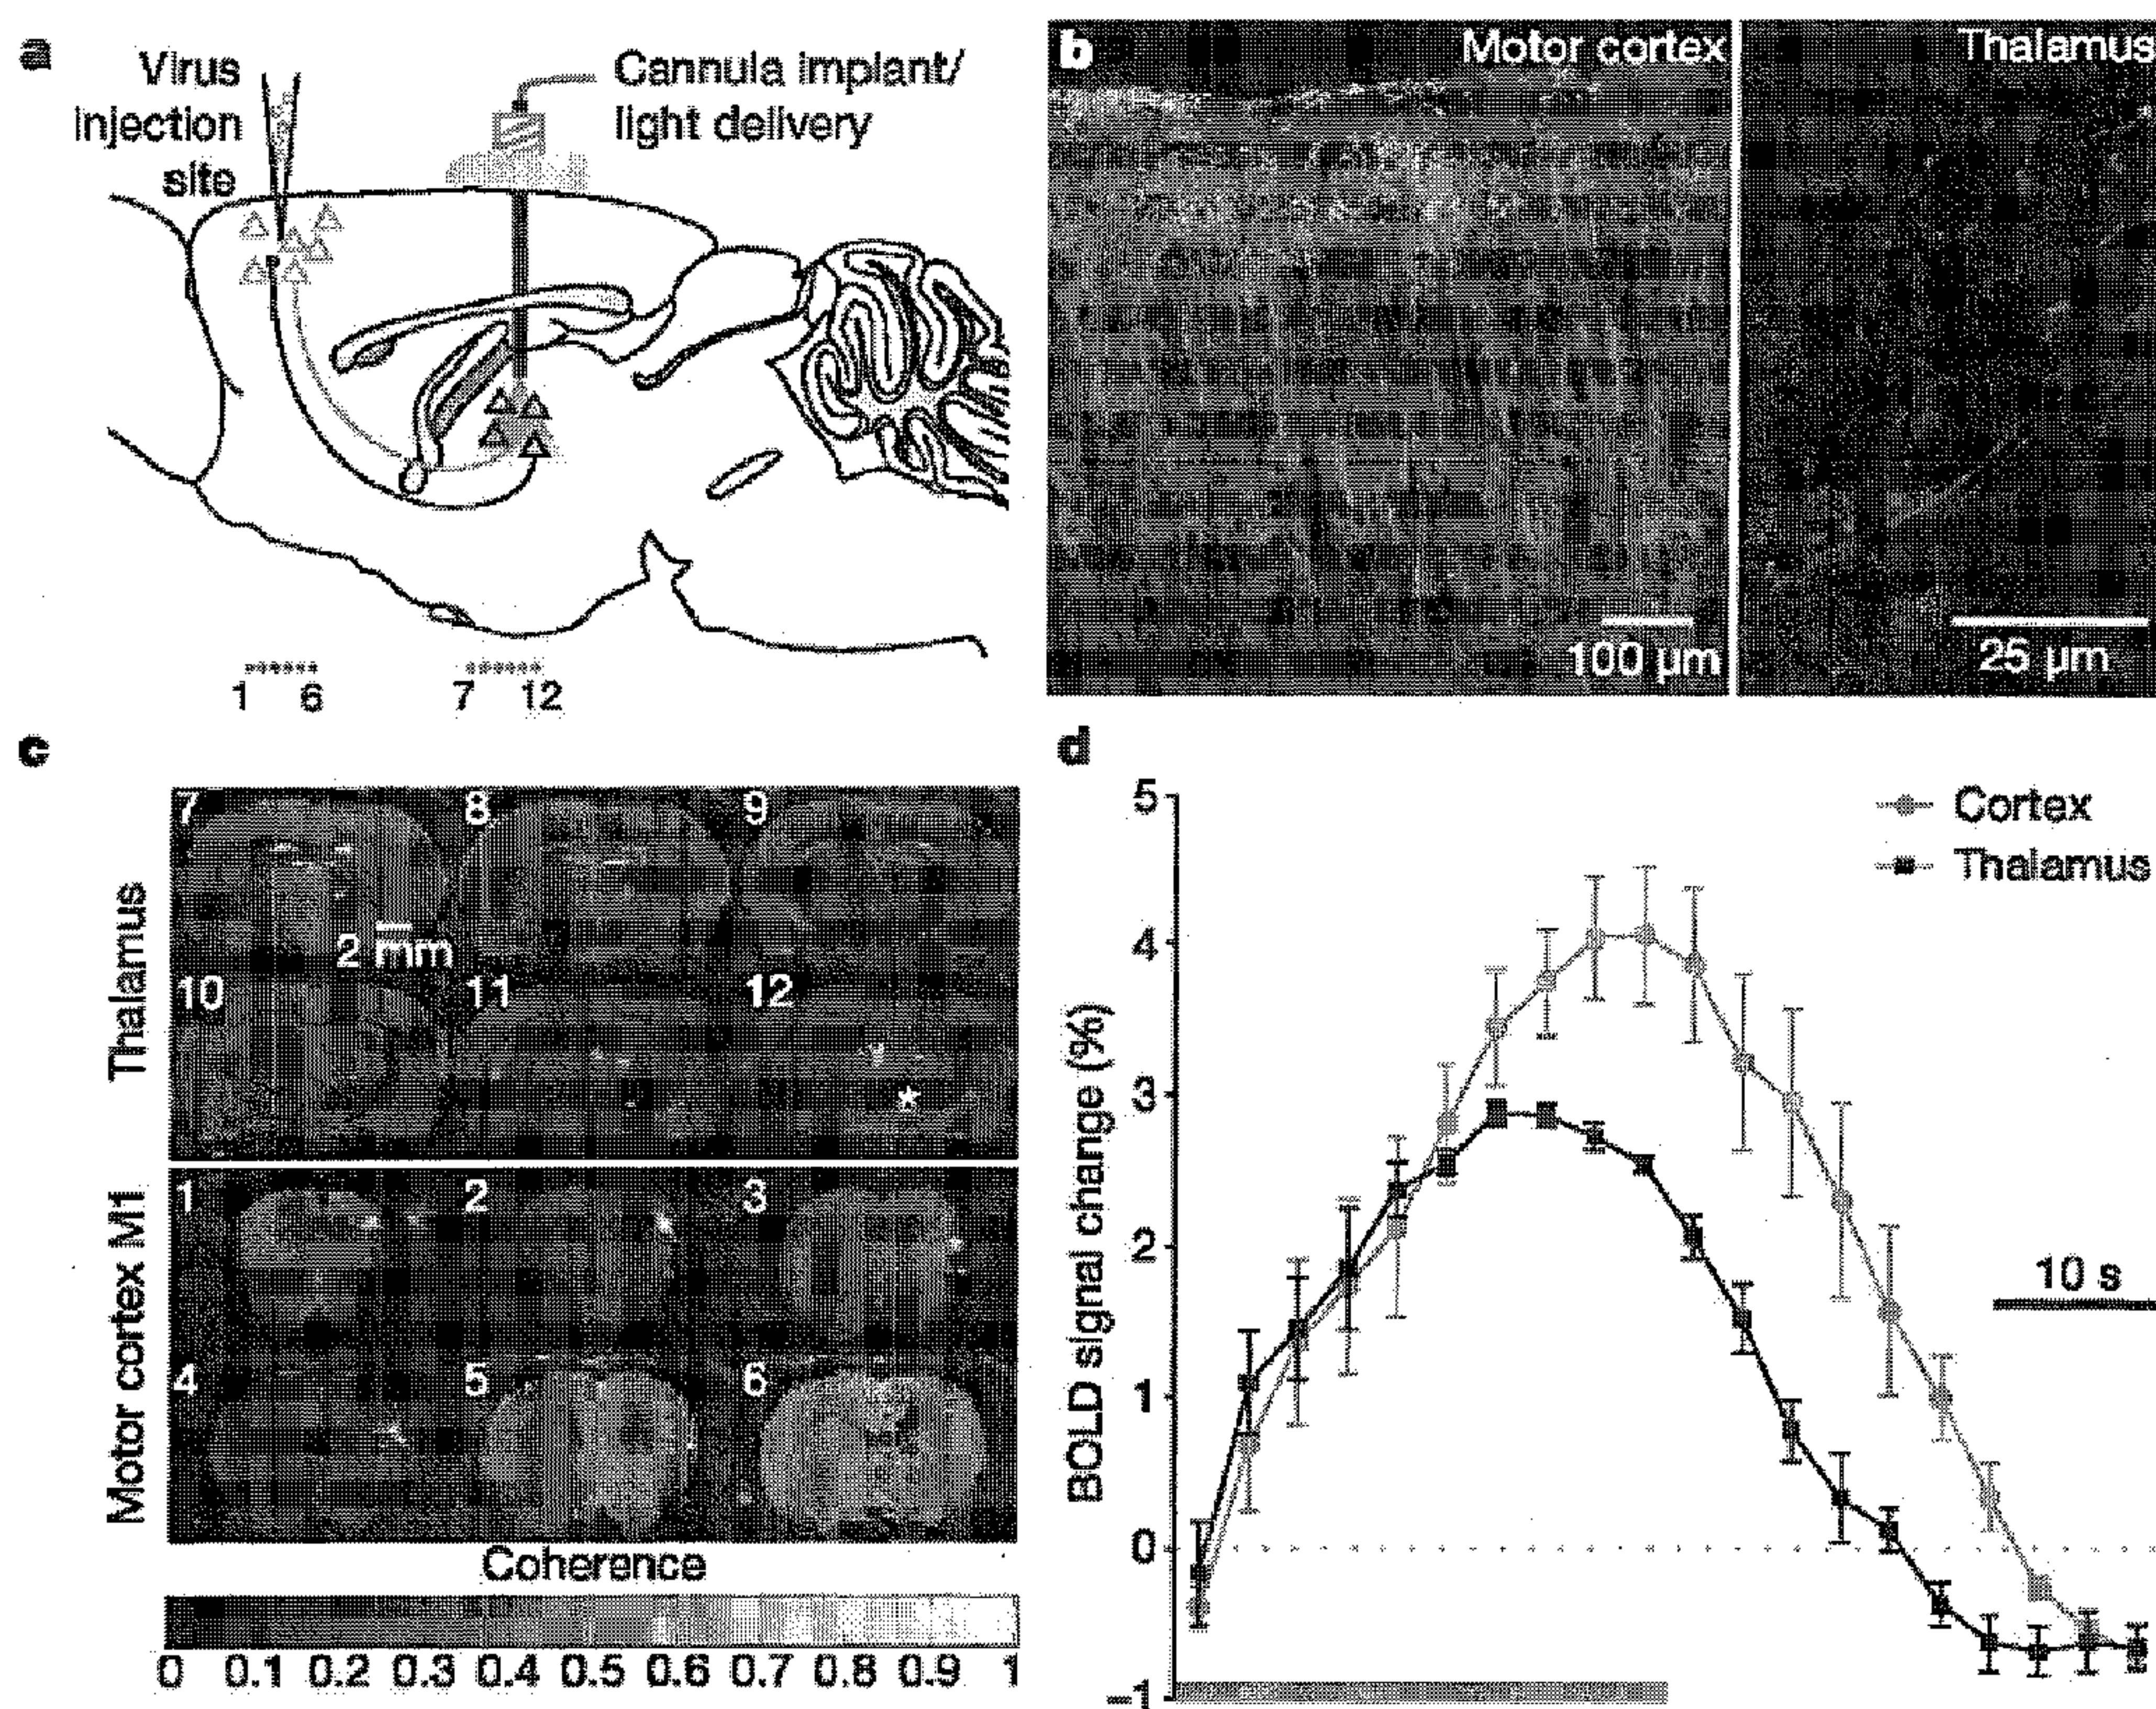 a
Virus
injection
site
Cannula implant/
light delivery
1 6 7 12
b
Motor cortex
Thalamus
100 µm
25 µm
c
Thalamus
7 8 9
2 mm
10 11 12
Motor cortex M1
1 2 3
4 5 6
Coherence
0 0.1 0.2 0.3 0.4 0.5 0.6 0.7 0.8 0.9 1
d
BOLD signal change (%)
5
4
3
2
1
0
–1
Cortex
Thalamus
10 s